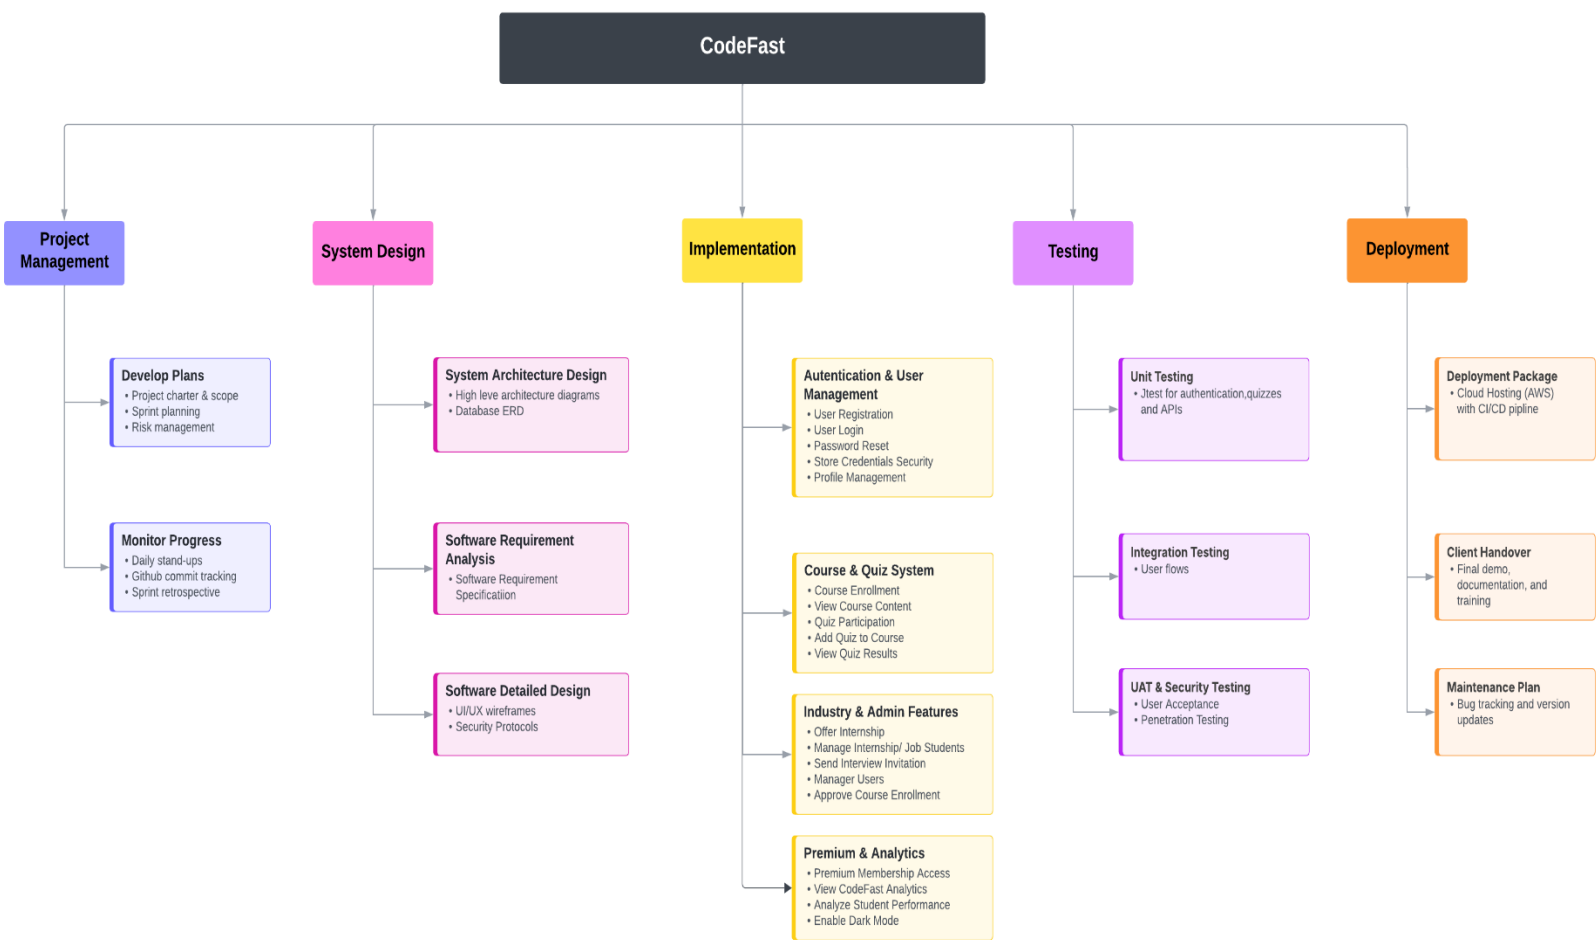 CodeFast
Project
Management
System Design
Implementation
Testing
Deployment
Develop Plans
• Project charter & scope
• Sprint planning
• Risk management
Monitor Progress
• Daily stand-ups
• Github commit tracking
• Sprint retrospective
System Architecture Design
• High leve architecture diagrams
• Database ERD
Software Requirement
Analysis
• Software Requirement
Specificatiion
Software Detailed Design
• UI/UX wireframes
• Security Protocols
Autentication & User
Management
• User Registration
• User Login
• Password Reset
• Store Credentials Security
• Profile Management
Course & Quiz System
• Course Enrollment
• View Course Content
• Quiz Participation
• Add Quiz to Course
• View Quiz Results
Industry & Admin Features
• Offer Internship
• Manage Internship/ Job Students
• Send Interview Invitation
• Manager Users
• Approve Course Enrollment
Premium & Analytics
• Premium Membership Access
• View CodeFast Analytics
• Analyze Student Performance
• Enable Dark Mode
Unit Testing
• Jtest for authentication,quizzes
and APIs
Integration Testing
• User flows
UAT & Security Testing
• User Acceptance
• Penetration Testing
Deployment Package
• Cloud Hosting (AWS)
with CI/CD pipline
Client Handover
• Final demo,
documentation, and
training
Maintenance Plan
• Bug tracking and version
updates